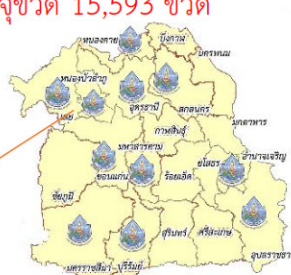 จุขวด 15,593 ขวด
หนองคาย
บึงกาฬ
นครพนม
หนองบัวลำภู
เลย
อุดรธานี
สกลนคร
กาฬสินธุ์
มุกดาหาร
มหาสารคาม
ขอนแก่น
ร้อยเอ็ด
ยโสธร
อำนาจเจริญ
ชัยภูมิ
นครราชสีมา
บุรีรัมย์
สุรินทร์
ศรีสะเกษ
อุบลราชธา